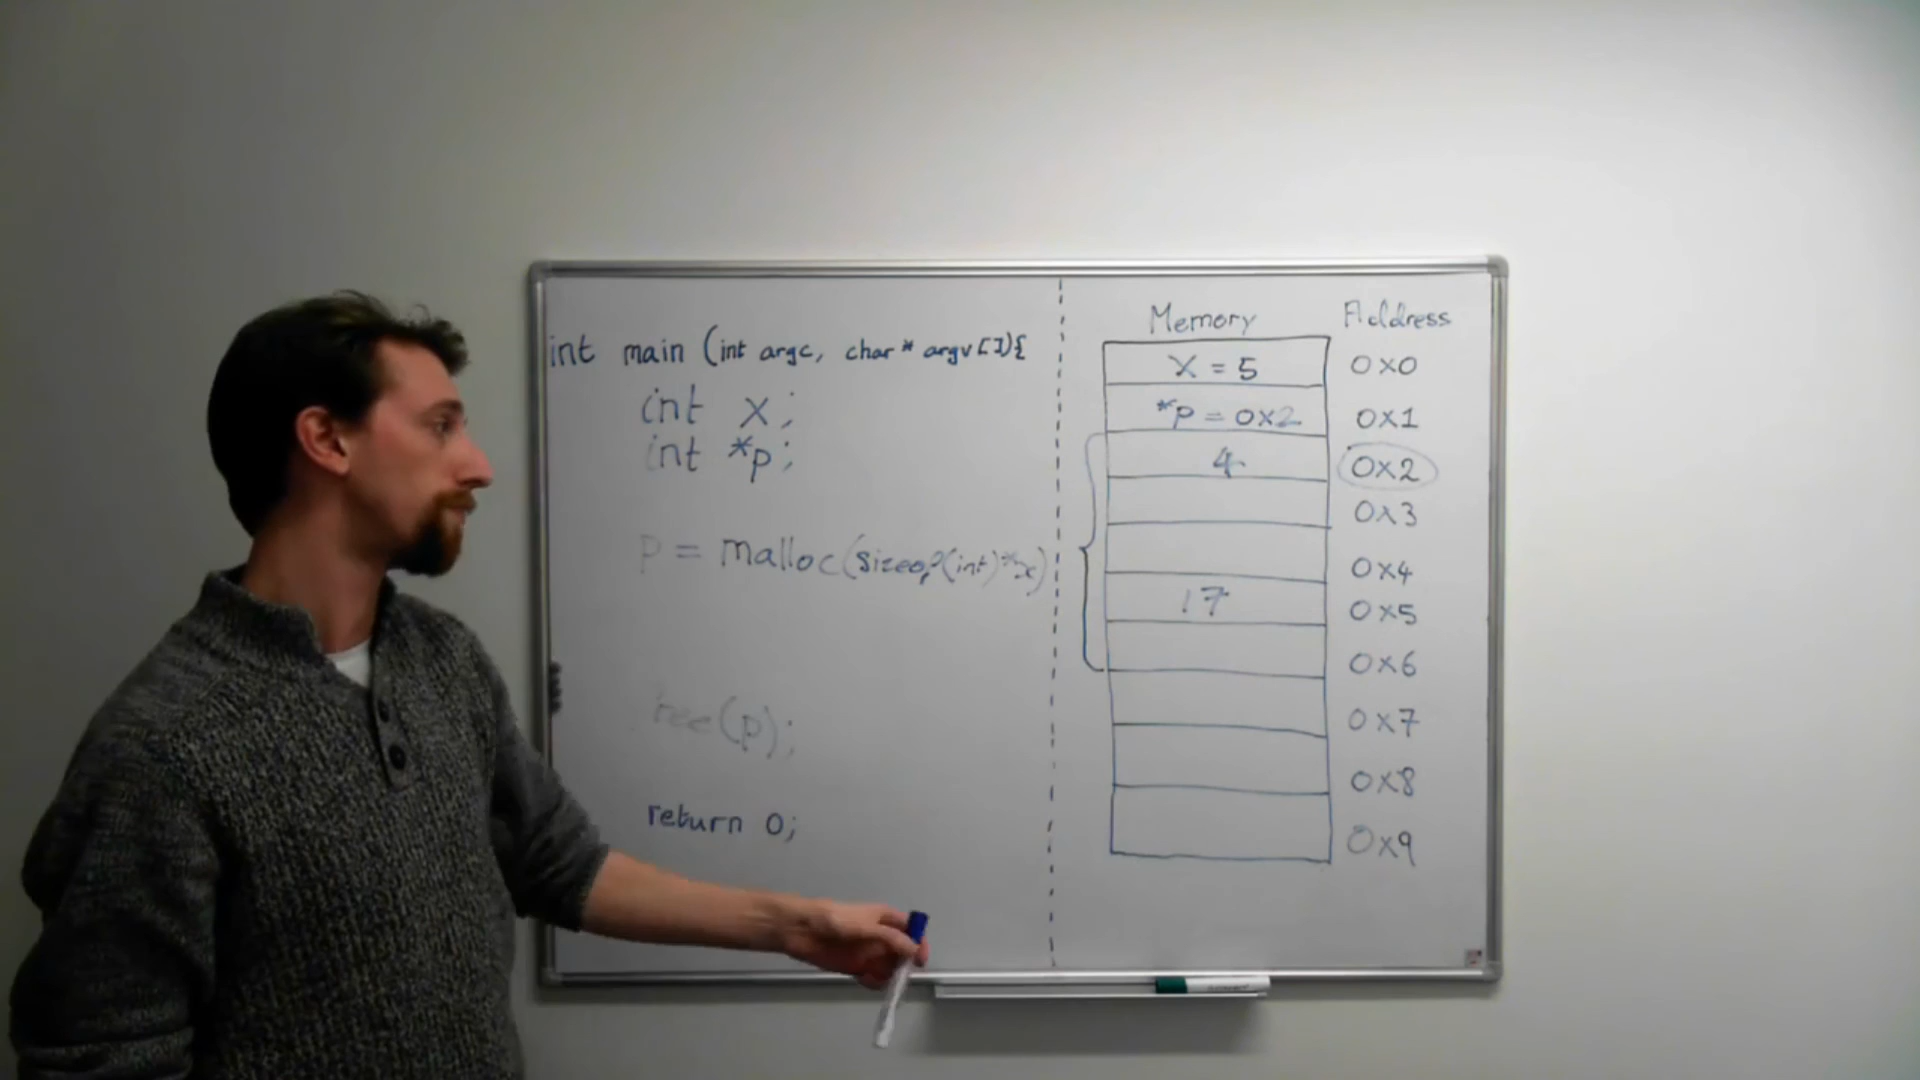 int main (int argc, char* argv[]){
int x;
int *p;
p = malloc(sizeof(int)*x)
free(p);
return 0;
Memory Address
X = 5 0x0
*p = 0x2 0x1
4 0x2
0x3
0x4
17 0x5
0x6
0x7
0x8
0x9